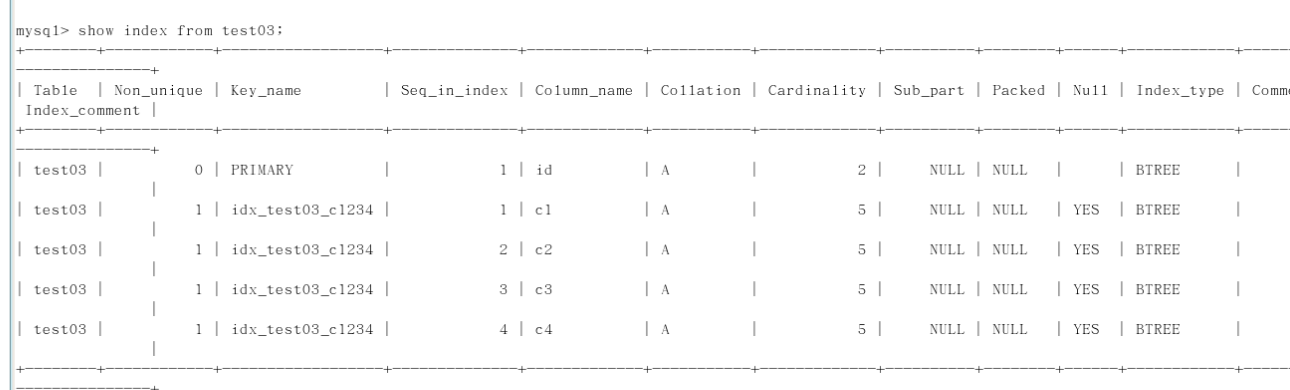 mysql> show index from test03;
+--------+------------+------------------+--------------+-------------+-----------+-------------+----------+--------+------+------------+-----
---------------+
| Table | Non_unique | Key_name | Seq_in_index | Column_name | Collation | Cardinality | Sub_part | Packed | Null | Index_type | Comme
Index_comment |
+--------+------------+------------------+--------------+-------------+-----------+-------------+----------+--------+------+------------+-----
---------------+
| test03 | 0 | PRIMARY | 1 | id | A | 2 | NULL | NULL | | BTREE |
|
| test03 | 1 | idx_test03_c1234 | 1 | c1 | A | 5 | NULL | NULL | YES | BTREE |
|
| test03 | 1 | idx_test03_c1234 | 2 | c2 | A | 5 | NULL | NULL | YES | BTREE |
|
| test03 | 1 | idx_test03_c1234 | 3 | c3 | A | 5 | NULL | NULL | YES | BTREE |
|
| test03 | 1 | idx_test03_c1234 | 4 | c4 | A | 5 | NULL | NULL | YES | BTREE |
|
+--------+------------+------------------+--------------+-------------+-----------+-------------+----------+--------+------+------------+-----
---------------+